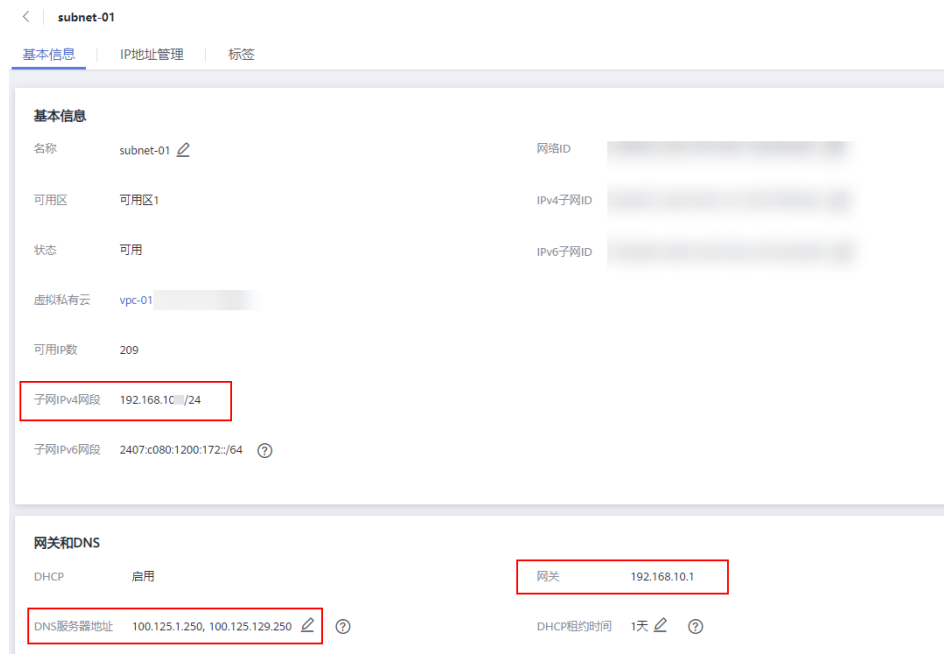 subnet-01
基本信息 IP地址管理 标签
基本信息
名称 subnet-01 网络ID
可用区 可用区1 IPv4子网ID
状态 可用 IPv6子网ID
虚拟私有云 vpc-01
可用IP数 209
子网IPv4网段 192.168.10 /24
子网IPv6网段 2407:c080:1200:172::/64
网关和DNS
DHCP 启用 网关 192.168.10.1
DNS服务器地址 100.125.1.250, 100.125.129.250 DHCP租约时间 1天